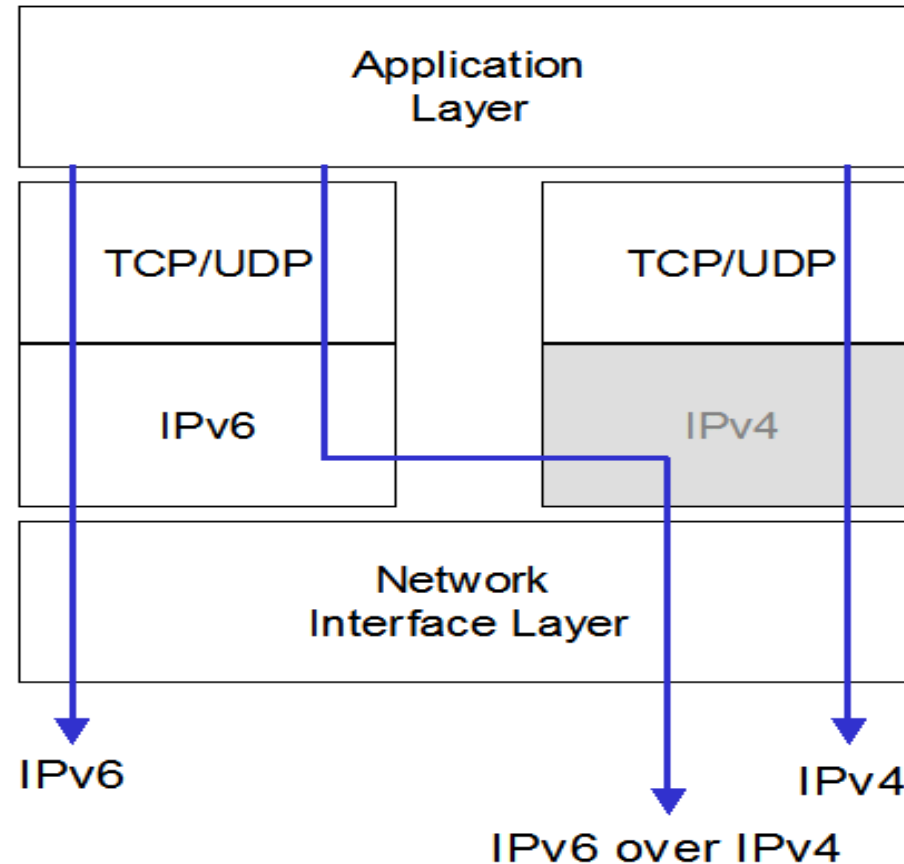 Application
Layer
TCP/UDP
TCP/UDP
IPv6
IPv4
Network
Interface Layer
IPv6
IPv4
IPv6 over IPv4